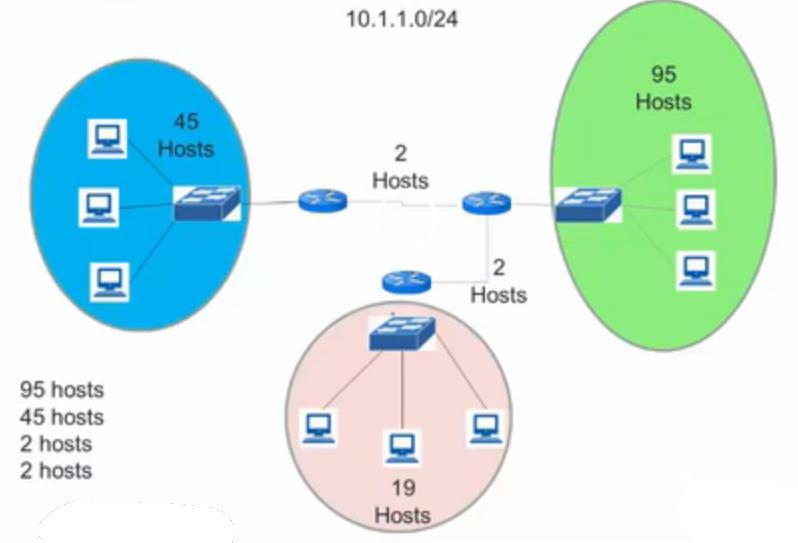 10.1.1.0/24
95
Hosts
45
Hosts
2
Hosts
2
Hosts
95 hosts
45 hosts
2 hosts
2 hosts
19
Hosts